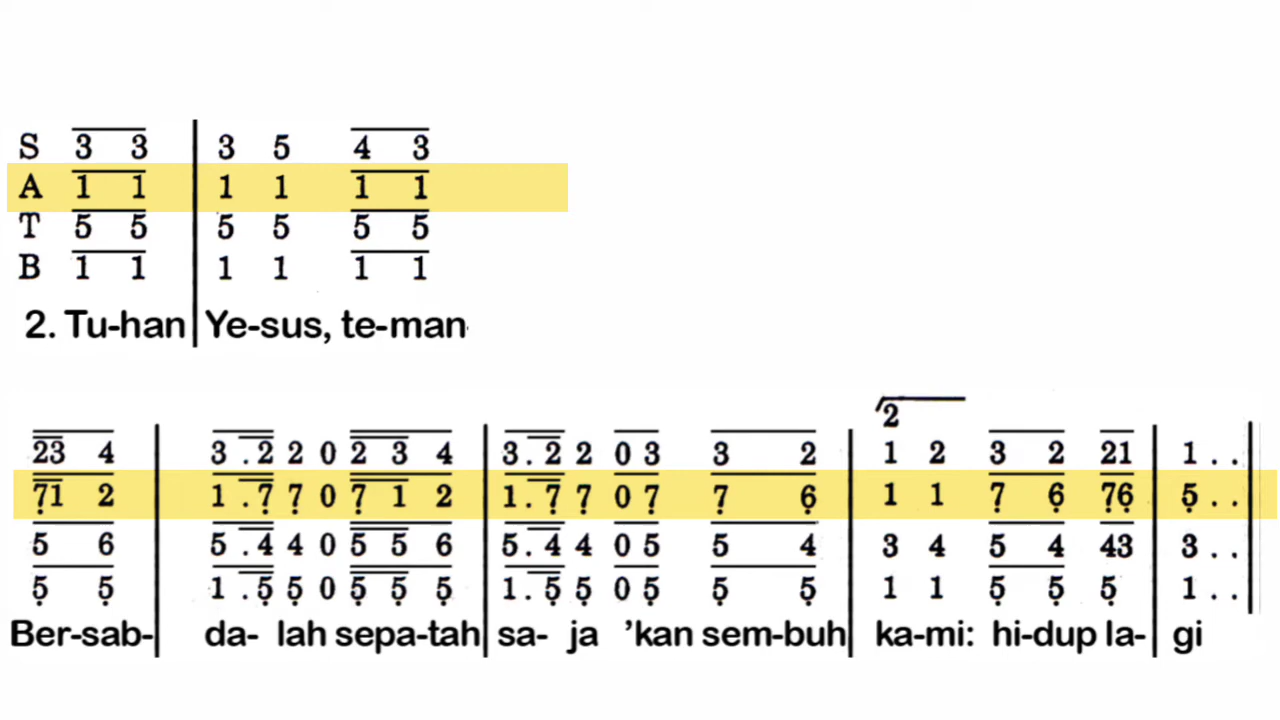 S 3 3 | 3 5 4 3
A 1 1 | 1 1 1 1
T 5 5 | 5 5 5 5
B 1 1 | 1 1 1 1
2. Tu-han | Ye-sus, te-man
2
23 4 | 3 . 2 2 0 2 3 4 | 3 . 2 2 0 3 3 2 | 1 2 3 2 21 | 1 . .
7̣1 2 | 1 . 7̣ 7̣ 0 7̣ 1 2 | 1 . 7̣ 7̣ 0 7̣ 7̣ 6̣ | 1 1 7̣ 6̣ 7̣6̣ | 5̣ . .
5 6 | 5 . 4 4 0 5 5 6 | 5 . 4 4 0 5 5 4 | 3 4 5 4 43 | 3 . .
5̣ 5̣ | 1 . 5̣ 5̣ 0 5̣ 5̣ 5̣ | 1 . 5̣ 5̣ 0 5̣ 5̣ 5̣ | 1 1 5̣ 5̣ 5̣ | 1 . .
Ber-sab- | da- lah sepa-tah | sa- ja 'kan sem-buh | ka-mi: hi-dup la- | gi